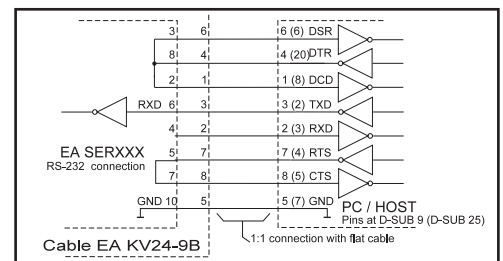 3 6 6 (6) DSR
8 4 4 (20) DTR
2 1 1 (8) DCD
RXD 6 3 3 (2) TXD
4 2 2 (3) RXD
EA SERXXX
RS-232 connection
5 7 7 (4) RTS
7 8 8 (5) CTS
GND 10 5 5 (7) GND
PC / HOST
Pins at D-SUB 9 (D-SUB 25)
1:1 connection with flat cable
Cable EA KV24-9B